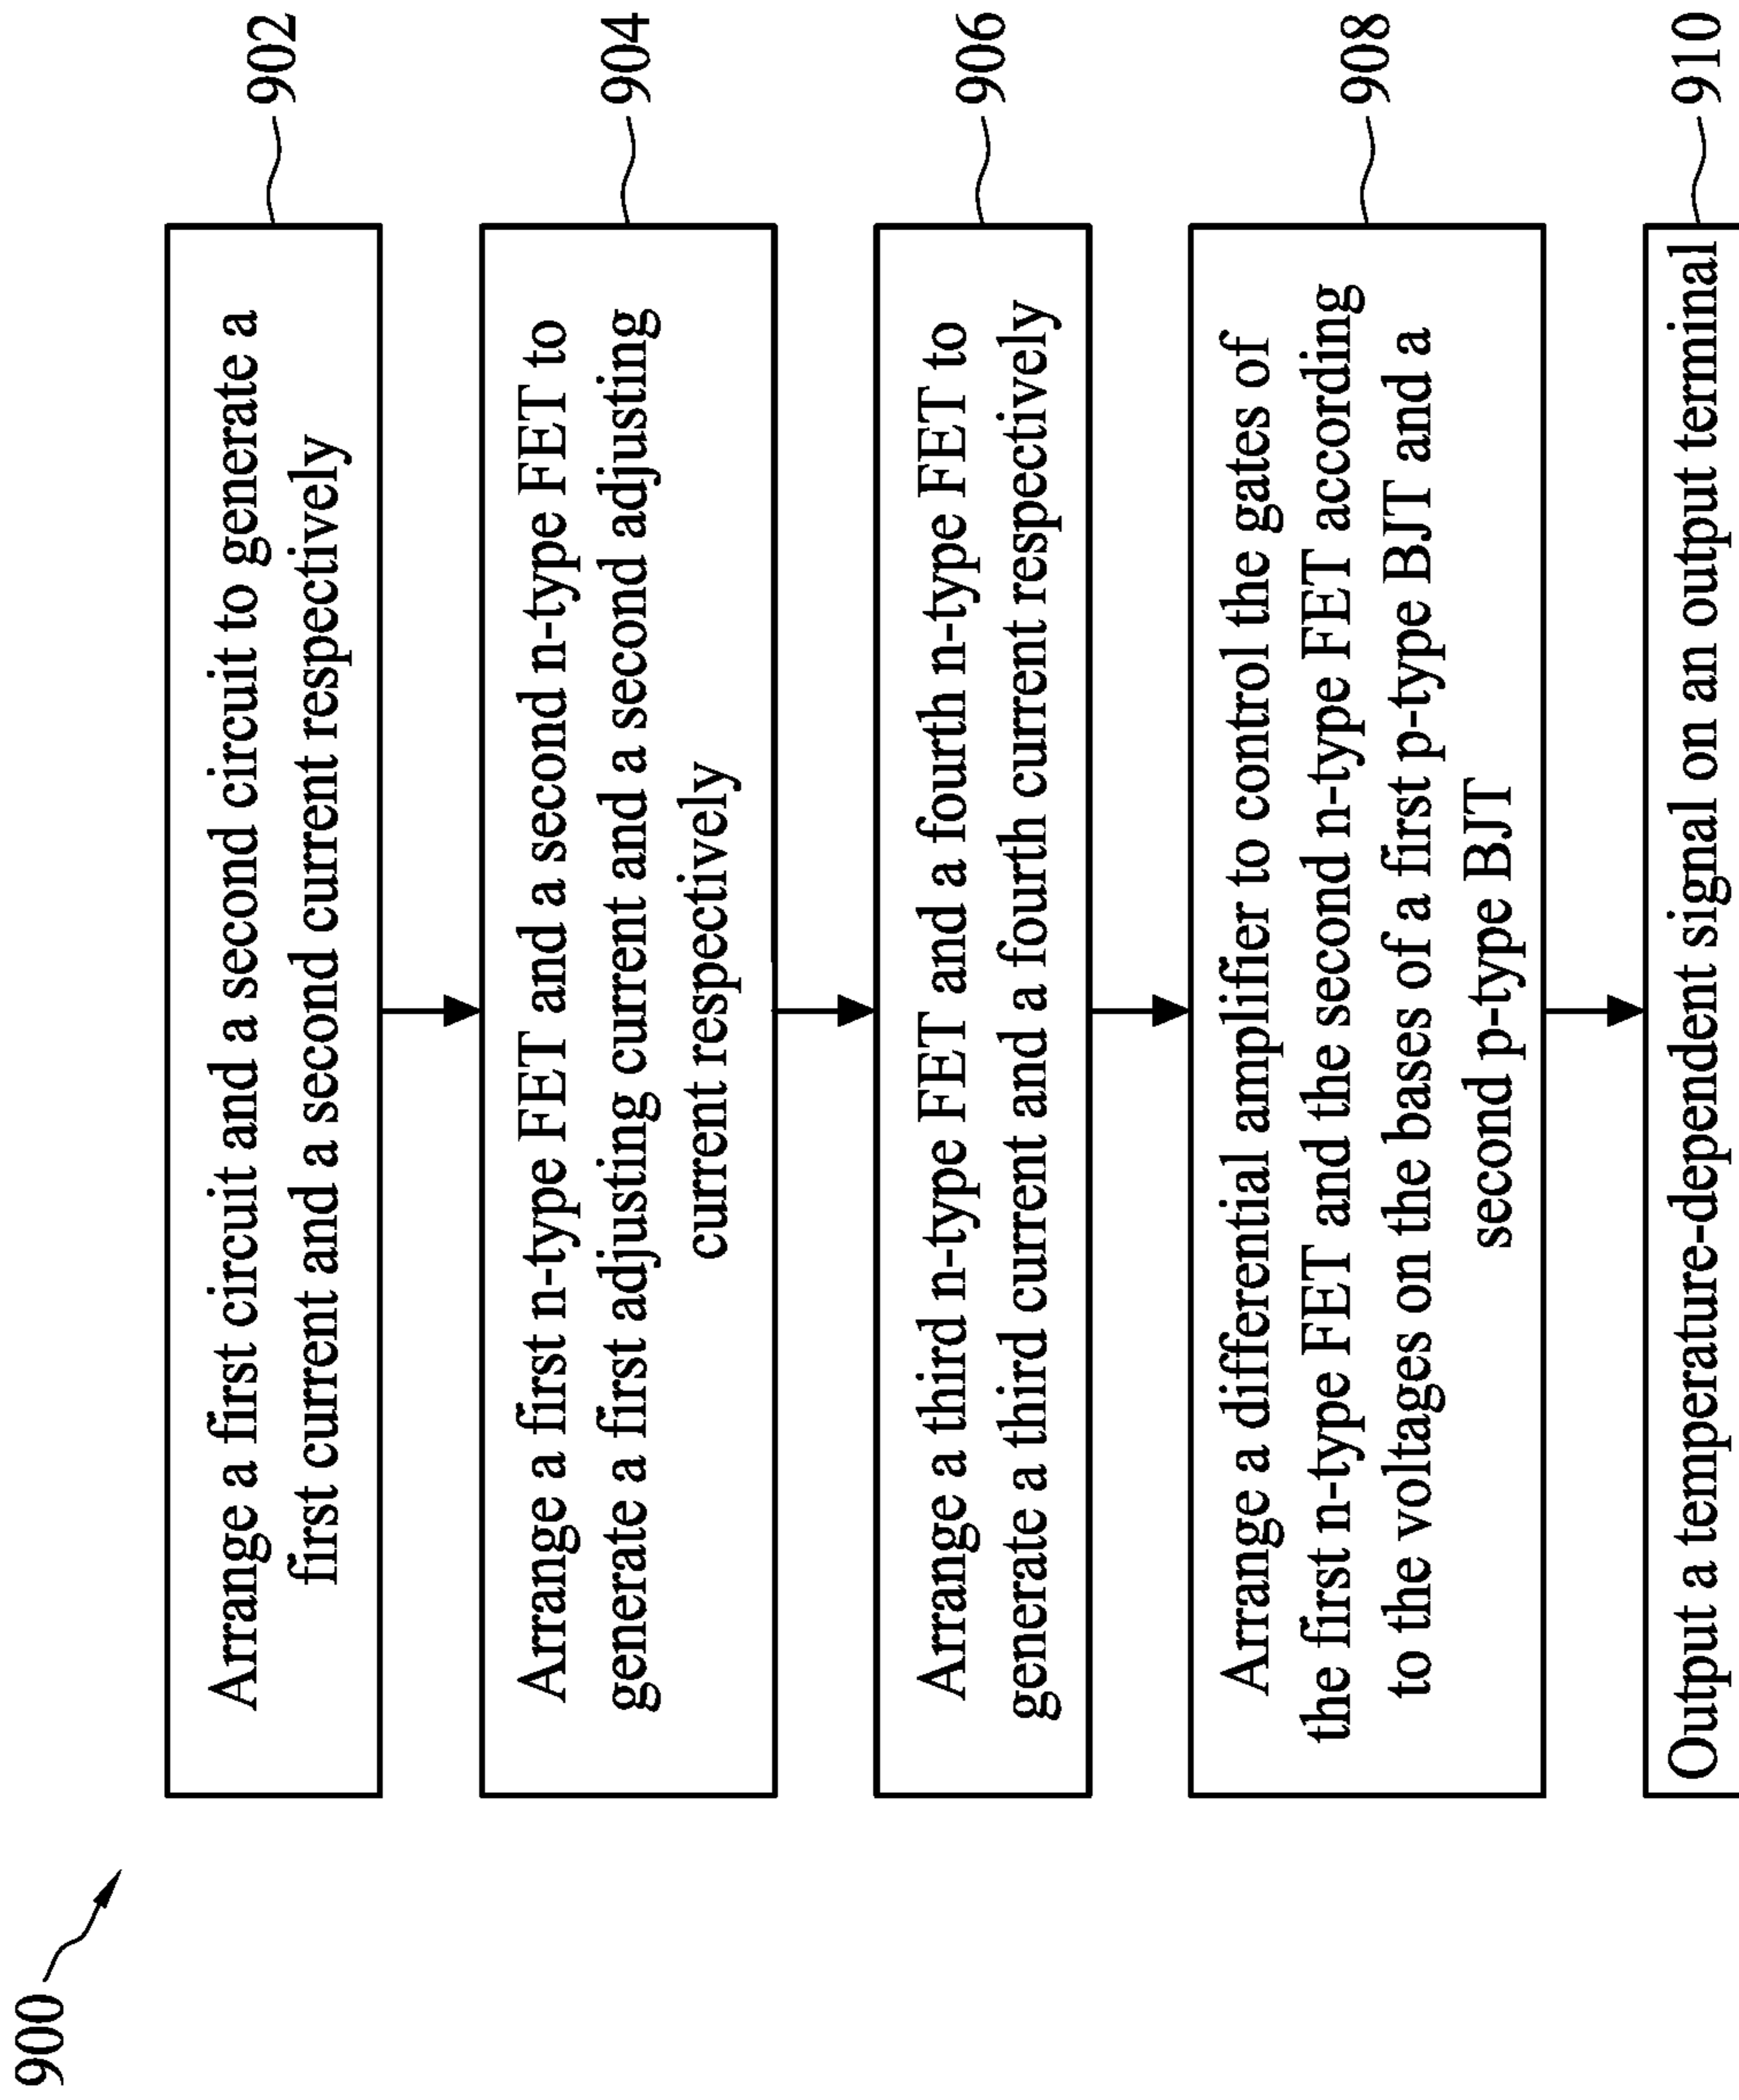 900
Arrange a first circuit and a second circuit to generate a
first current and a second current respectively
902
Arrange a first n-type FET and a second n-type FET to
generate a first adjusting current and a second adjusting
current respectively
904
Arrange a third n-type FET and a fourth n-type FET to
generate a third current and a fourth current respectively
906
Arrange a differential amplifier to control the gates of
the first n-type FET and the second n-type FET according
to the voltages on the bases of a first p-type BJT and a
second p-type BJT
908
Output a temperature-dependent signal on an output terminal
910